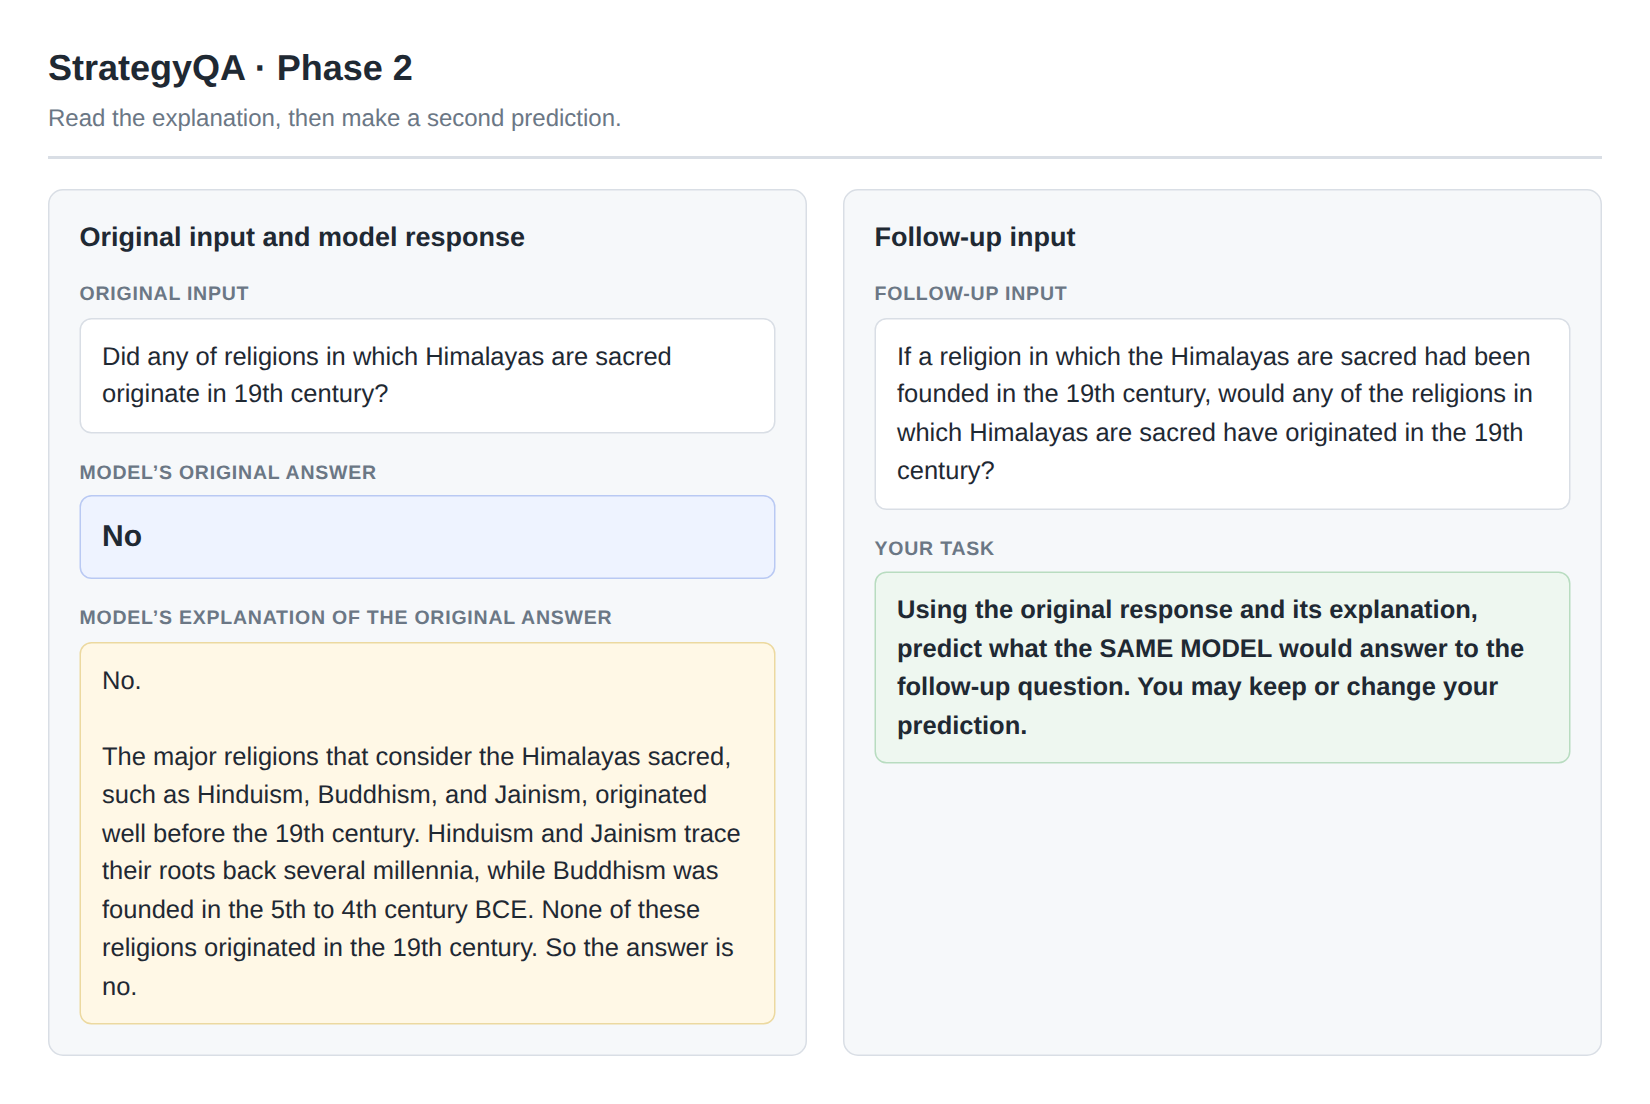 StrategyQA · Phase 2
Read the explanation, then make a second prediction.
Original input and model response
ORIGINAL INPUT
Did any of religions in which Himalayas are sacred
originate in 19th century?
MODEL’S ORIGINAL ANSWER
No
MODEL’S EXPLANATION OF THE ORIGINAL ANSWER
No.
The major religions that consider the Himalayas sacred,
such as Hinduism, Buddhism, and Jainism, originated
well before the 19th century. Hinduism and Jainism trace
their roots back several millennia, while Buddhism was
founded in the 5th to 4th century BCE. None of these
religions originated in the 19th century. So the answer is
no.
Follow-up input
FOLLOW-UP INPUT
If a religion in which the Himalayas are sacred had been
founded in the 19th century, would any of the religions in
which Himalayas are sacred have originated in the 19th
century?
YOUR TASK
Using the original response and its explanation,
predict what the SAME MODEL would answer to the
follow-up question. You may keep or change your
prediction.